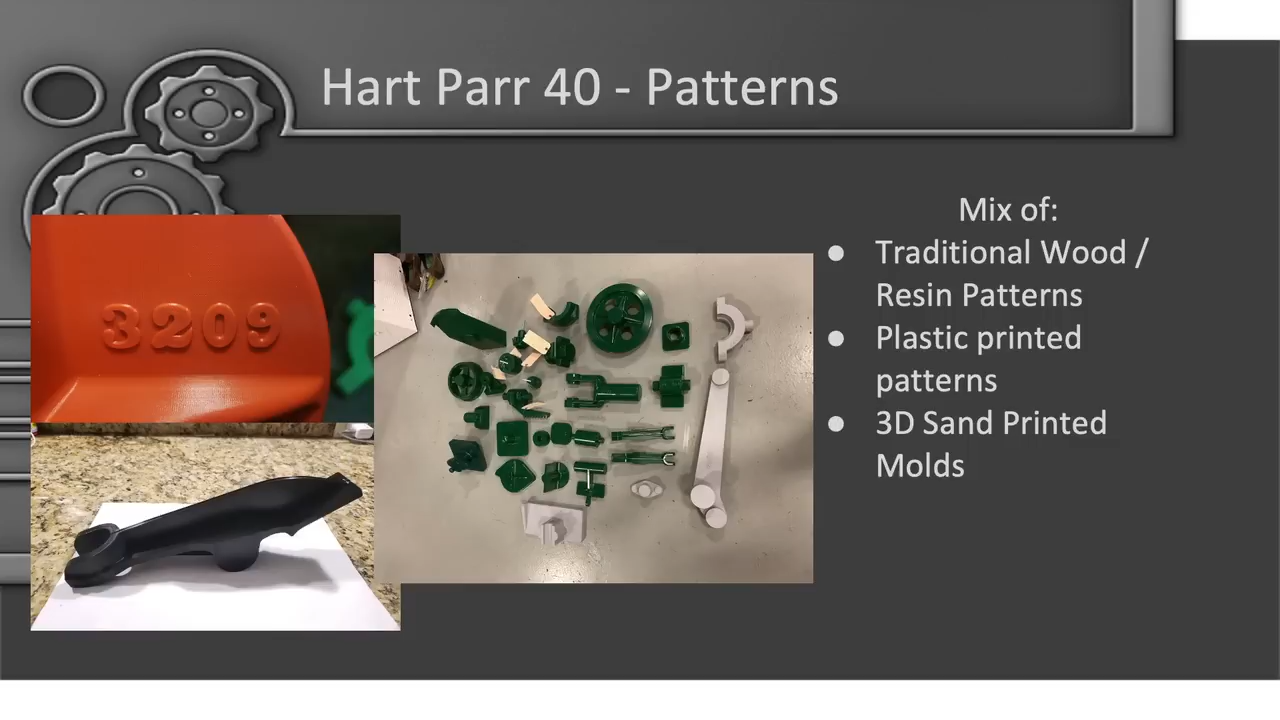 Hart Parr 40 - Patterns
3209
Mix of:
● Traditional Wood /
Resin Patterns
● Plastic printed
patterns
● 3D Sand Printed
Molds